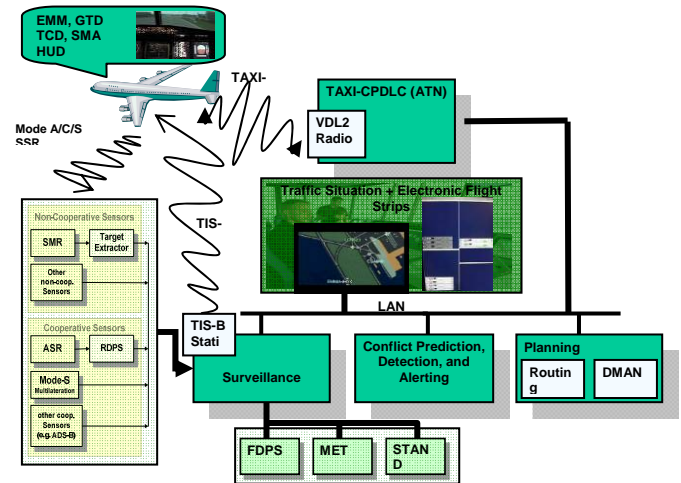 EMM, GTD
TCD, SMA
HUD
TAXI-
TAXI-CPDLC (ATN)
VDL2
Radio
Mode A/C/S
SSR
Traffic Situation + Electronic Flight
Strips
TIS-
LAN
Non-Cooperative Sensors
SMR
Target
Extractor
Other
non-coop.
Sensors
Cooperative Sensors
ASR
RDPS
Mode-S
Multilateration
other coop.
Sensors
(e.g. ADS-B)
TIS-B
Stati
Surveillance
Conflict Prediction,
Detection, and
Alerting
Planning
Routin
g
DMAN
FDPS
MET
STAN
D